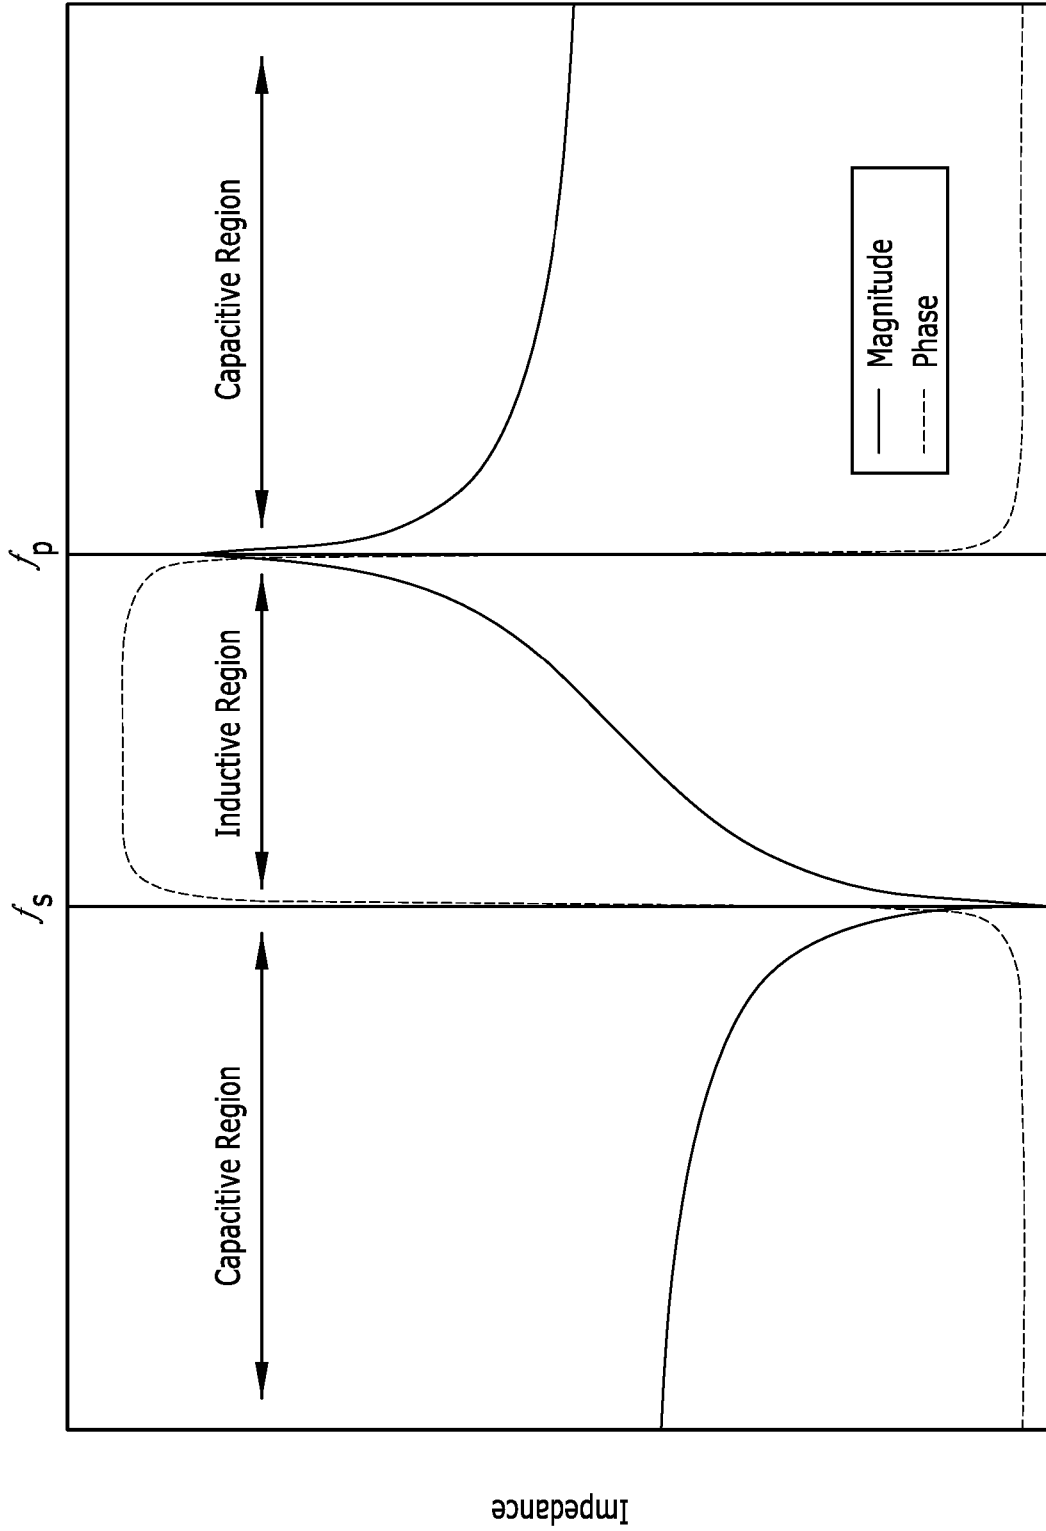 fs
fp
Capacitive Region
Inductive Region
Capacitive Region
Magnitude
Phase
Impedance